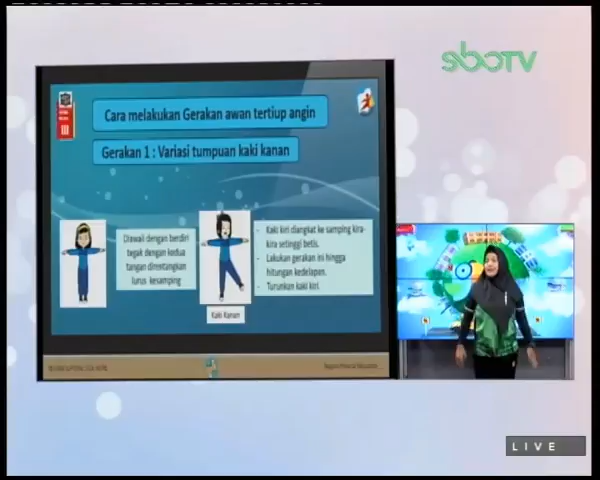 sboTV
III
Cara melakukan Gerakan awan tertiup angin
Gerakan 1 : Variasi tumpuan kaki kanan
Diawali dengan berdiri
tegak dengan kedua
tangan direntangkan
lurus kesamping
- Kaki kiri diangkat ke samping kira-
kira setinggi betis.
- Lakukan gerakan ini hingga
hitungan kedelapan.
- Turunkan kaki kiri.
Kaki Kanan
LIVE